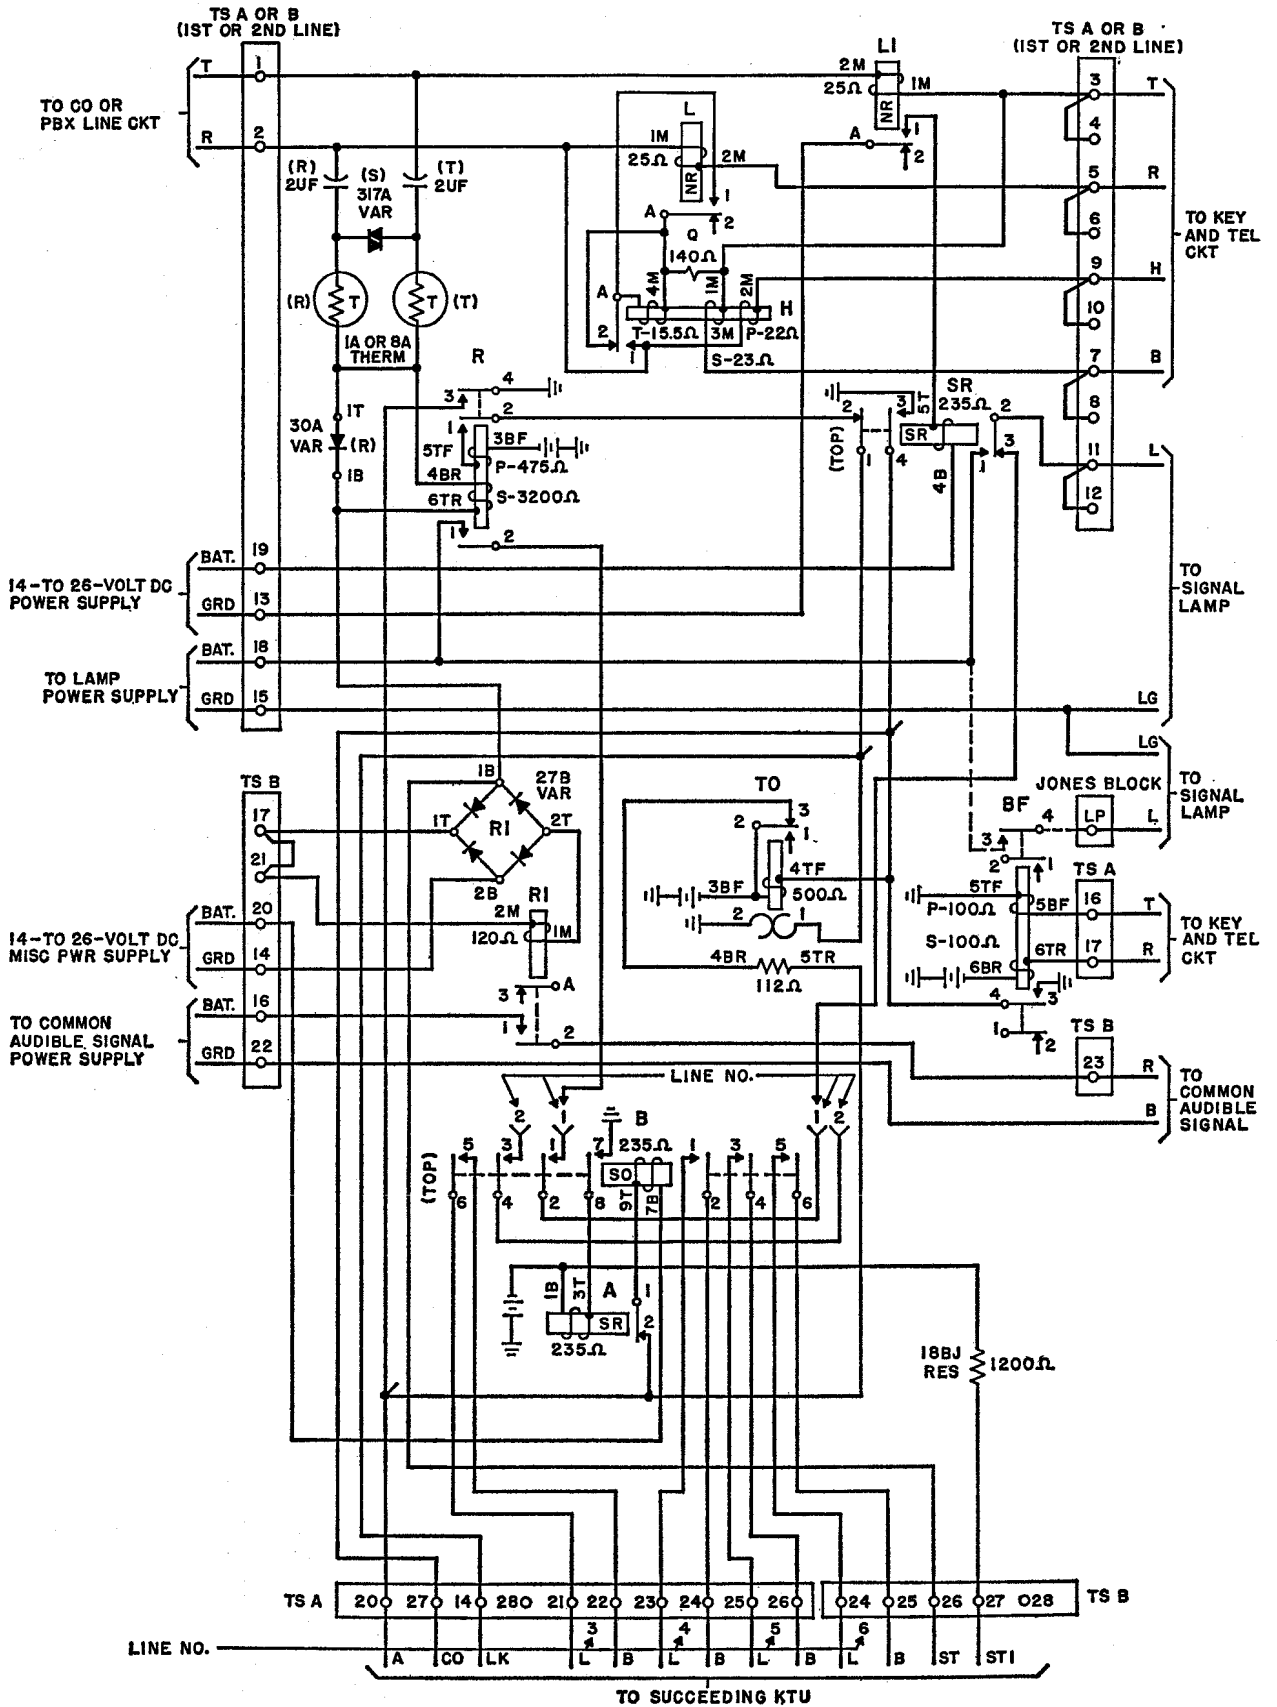 TS A OR B
(1ST OR 2ND LINE)
TS A OR B
(1ST OR 2ND LINE)
T
1
TO CO OR
PBX LINE CKT
R
2
L1
2M
25Ω
1M
NR
1
A
2
L
1M
25Ω
2M
NR
1
A
2
3
T
4
5
R
6
9
H
10
7
B
8
11
L
12
TO KEY
AND TEL
CKT
(R)
2UF
(S)
317A
VAR
(T)
2UF
(R)
T
T
(T)
1A OR 8A
THERM
Q
140Ω
4M
1M
2M
A
H
2
T-15.5Ω
3M
P-22Ω
1
S-23Ω
R
3
4
2
1
5TF
3BF
P-475Ω
4BR
6TR
S-3200Ω
1
2
1T
30A
VAR
(R)
1B
2
3
5T
(TOP)
1
4
SR
235Ω
SR
2
1
3
4B
14-TO 26-VOLT DC
POWER SUPPLY
BAT.
19
GRD
13
TO LAMP
POWER SUPPLY
BAT.
18
GRD
15
TO
SIGNAL
LAMP
LG
LG
TO
SIGNAL
LAMP
JONES BLOCK
LP
L
TS B
17
21
BAT.
20
14-TO 26-VOLT DC
MISC PWR SUPPLY
GRD
14
BAT.
16
TO COMMON
AUDIBLE SIGNAL
POWER SUPPLY
GRD
22
1B
27B
VAR
1T
R1
2T
2B
R1
2M
120Ω
1M
3
A
1
2
TO
2
3
1
4TF
500Ω
3BF
2
1
4BR
5TR
112Ω
BF
4
3
2
1
5TF
P-100Ω
5BF
S-100Ω
6TR
6BR
4
3
1
2
TS A
16
T
17
R
TO KEY
AND TEL
CKT
TS B
23
R
B
TO
COMMON
AUDIBLE
SIGNAL
LINE NO.
2
1
1
2
(TOP)
5
3
1
7
B
235Ω
SO
6
4
2
8
9T
7B
1
3
5
2
4
6
1B
3T
A
SR
235Ω
1
2
18BJ
RES
1200Ω
TS A
20
27
14
28
21
22
23
24
25
26
24
25
26
27
28
TS B
LINE NO.
3
4
5
6
A
CO
LK
L
B
L
B
L
B
L
B
ST
ST1
TO SUCCEEDING KTU